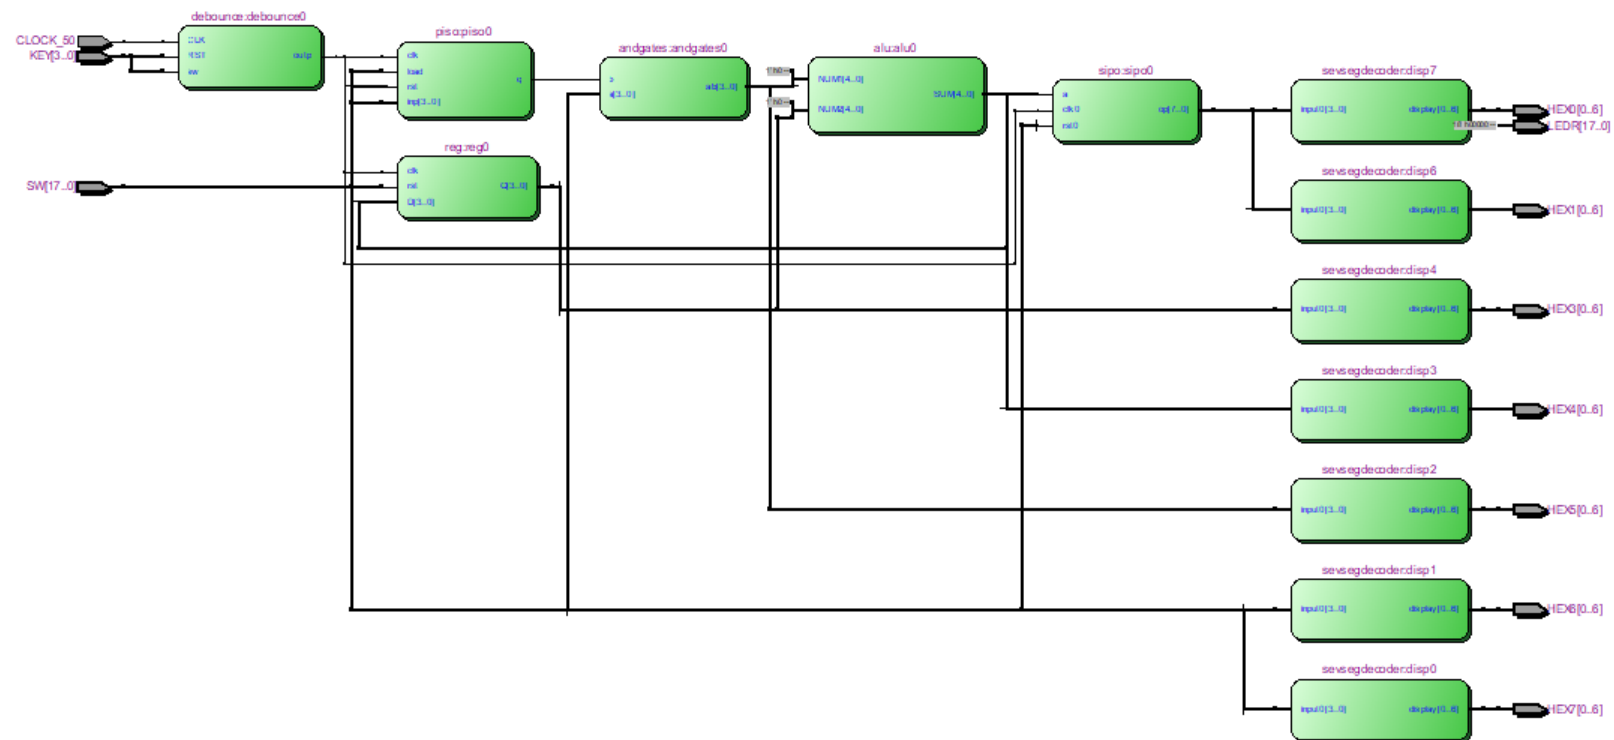 debounce:debounce0
CLOCK_50
KEY[3..0]
CLK
RST
sw
outp
piso:piso0
clk
load
rst
inp[3..0]
q
andgates:andgates0
a[3..0]
ab[3..0]
alu:alu0
1'h0
NUM1[4..0]
1'h0
NUM2[4..0]
SUM[4..0]
sipo:sipo0
a
clk0
rst0
op[7..0]
sevsegdecoder:disp7
input0[3..0]
display[0..6]
HEX0[0..6]
LEDR[17..0]
reg:reg0
SW[17..0]
clk
rst
D[3..0]
Q[3..0]
sevsegdecoder:disp6
input0[3..0]
display[0..6]
HEX1[0..6]
sevsegdecoder:disp4
input0[3..0]
display[0..6]
HEX3[0..6]
sevsegdecoder:disp3
input0[3..0]
display[0..6]
HEX4[0..6]
sevsegdecoder:disp2
input0[3..0]
display[0..6]
HEX5[0..6]
sevsegdecoder:disp1
input0[3..0]
display[0..6]
HEX6[0..6]
sevsegdecoder:disp0
input0[3..0]
display[0..6]
HEX7[0..6]